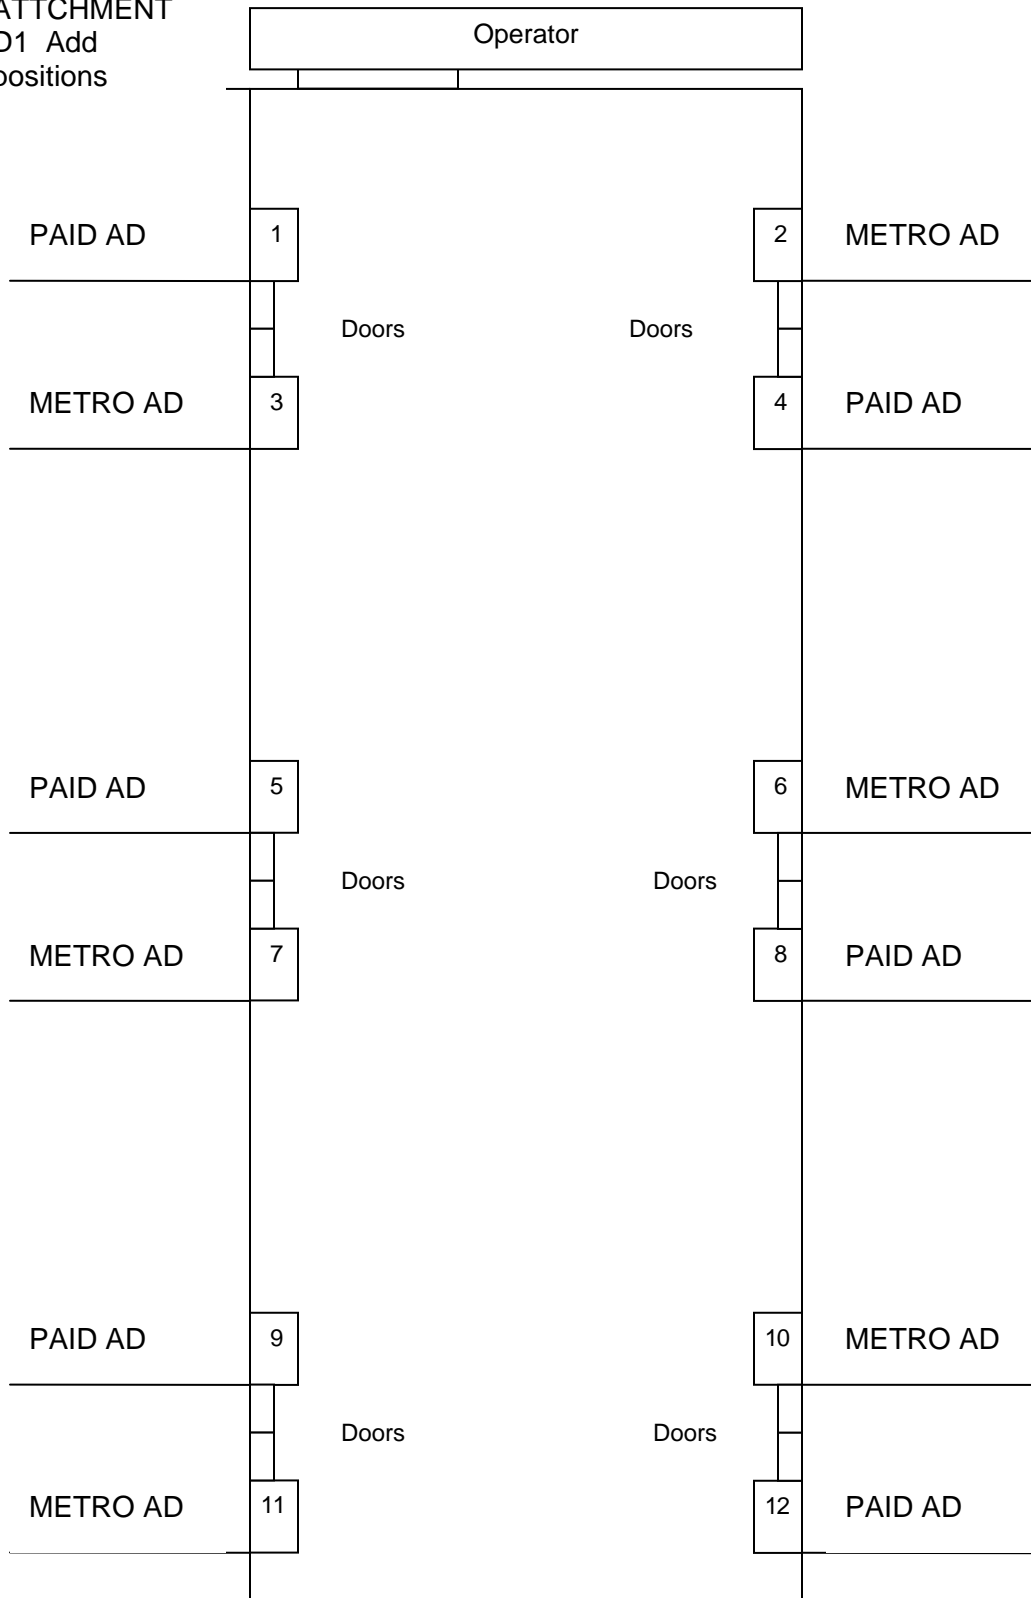 ATTCHMENT
D1 Add
positions
Operator
PAID AD 1 2 METRO AD
Doors Doors
METRO AD 3 4 PAID AD
PAID AD 5 6 METRO AD
Doors Doors
METRO AD 7 8 PAID AD
PAID AD 9 10 METRO AD
Doors Doors
METRO AD 11 12 PAID AD